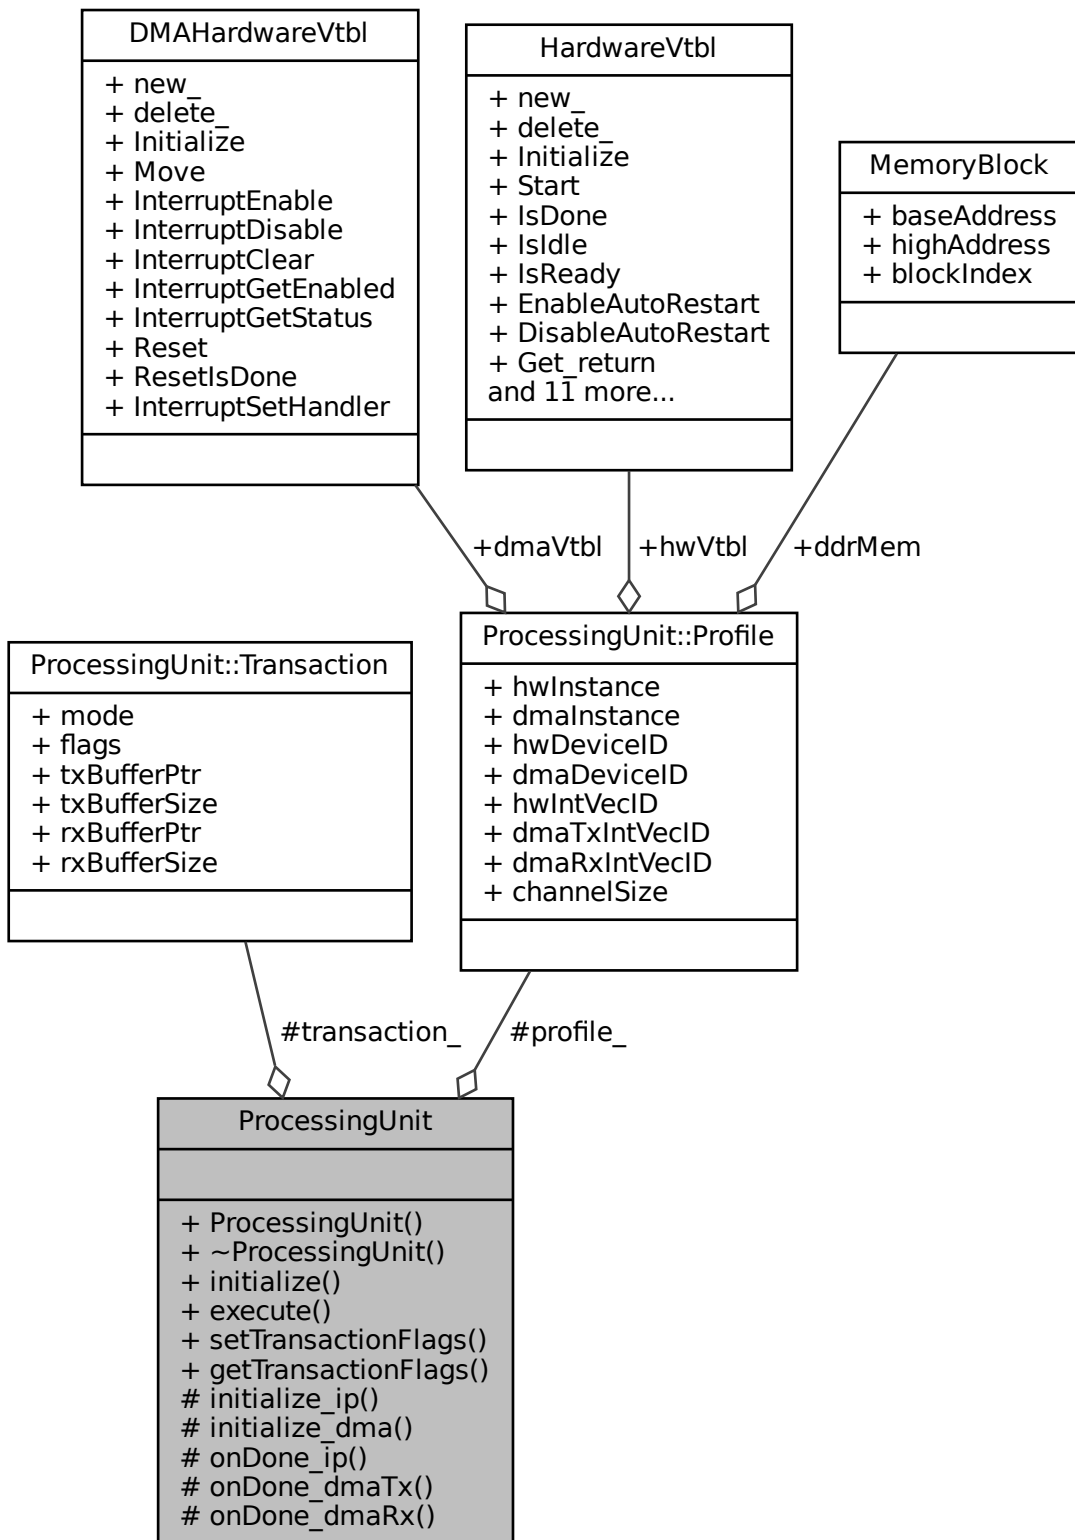 DMAHardwareVtbl
+ new_
+ delete_
+ Initialize
+ Move
+ InterruptEnable
+ InterruptDisable
+ InterruptClear
+ InterruptGetEnabled
+ InterruptGetStatus
+ Reset
+ ResetIsDone
+ InterruptSetHandler
HardwareVtbl
+ new_
+ delete_
+ Initialize
+ Start
+ IsDone
+ IsIdle
+ IsReady
+ EnableAutoRestart
+ DisableAutoRestart
+ Get_return
and 11 more...
MemoryBlock
+ baseAddress
+ highAddress
+ blockIndex
+dmaVtbl
+hwVtbl
+ddrMem
ProcessingUnit::Transaction
+ mode
+ flags
+ txBufferPtr
+ txBufferSize
+ rxBufferPtr
+ rxBufferSize
ProcessingUnit::Profile
+ hwInstance
+ dmaInstance
+ hwDeviceID
+ dmaDeviceID
+ hwIntVecID
+ dmaTxIntVecID
+ dmaRxIntVecID
+ channelSize
#transaction_
#profile_
ProcessingUnit
+ ProcessingUnit()
+ ~ProcessingUnit()
+ initialize()
+ execute()
+ setTransactionFlags()
+ getTransactionFlags()
# initialize_ip()
# initialize_dma()
# onDone_ip()
# onDone_dmaTx()
# onDone_dmaRx()